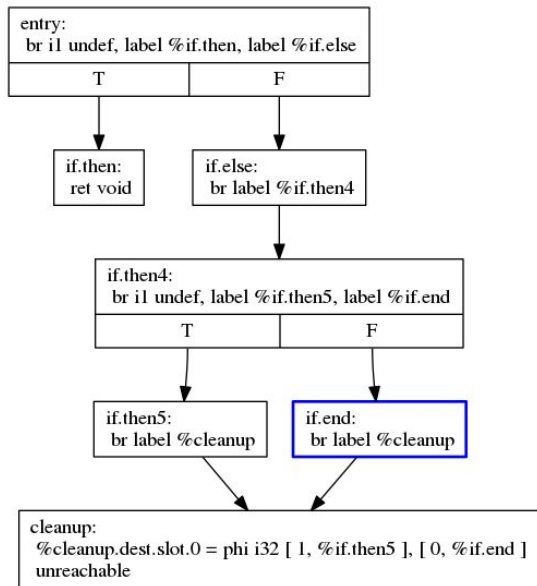 entry:
br i1 undef, label %if.then, label %if.else
T F
if.then:
ret void
if.else:
br label %if.then4
if.then4:
br i1 undef, label %if.then5, label %if.end
T F
if.then5:
br label %cleanup
if.end:
br label %cleanup
cleanup:
%cleanup.dest.slot.0 = phi i32 [ 1, %if.then5 ], [ 0, %if.end ]
unreachable